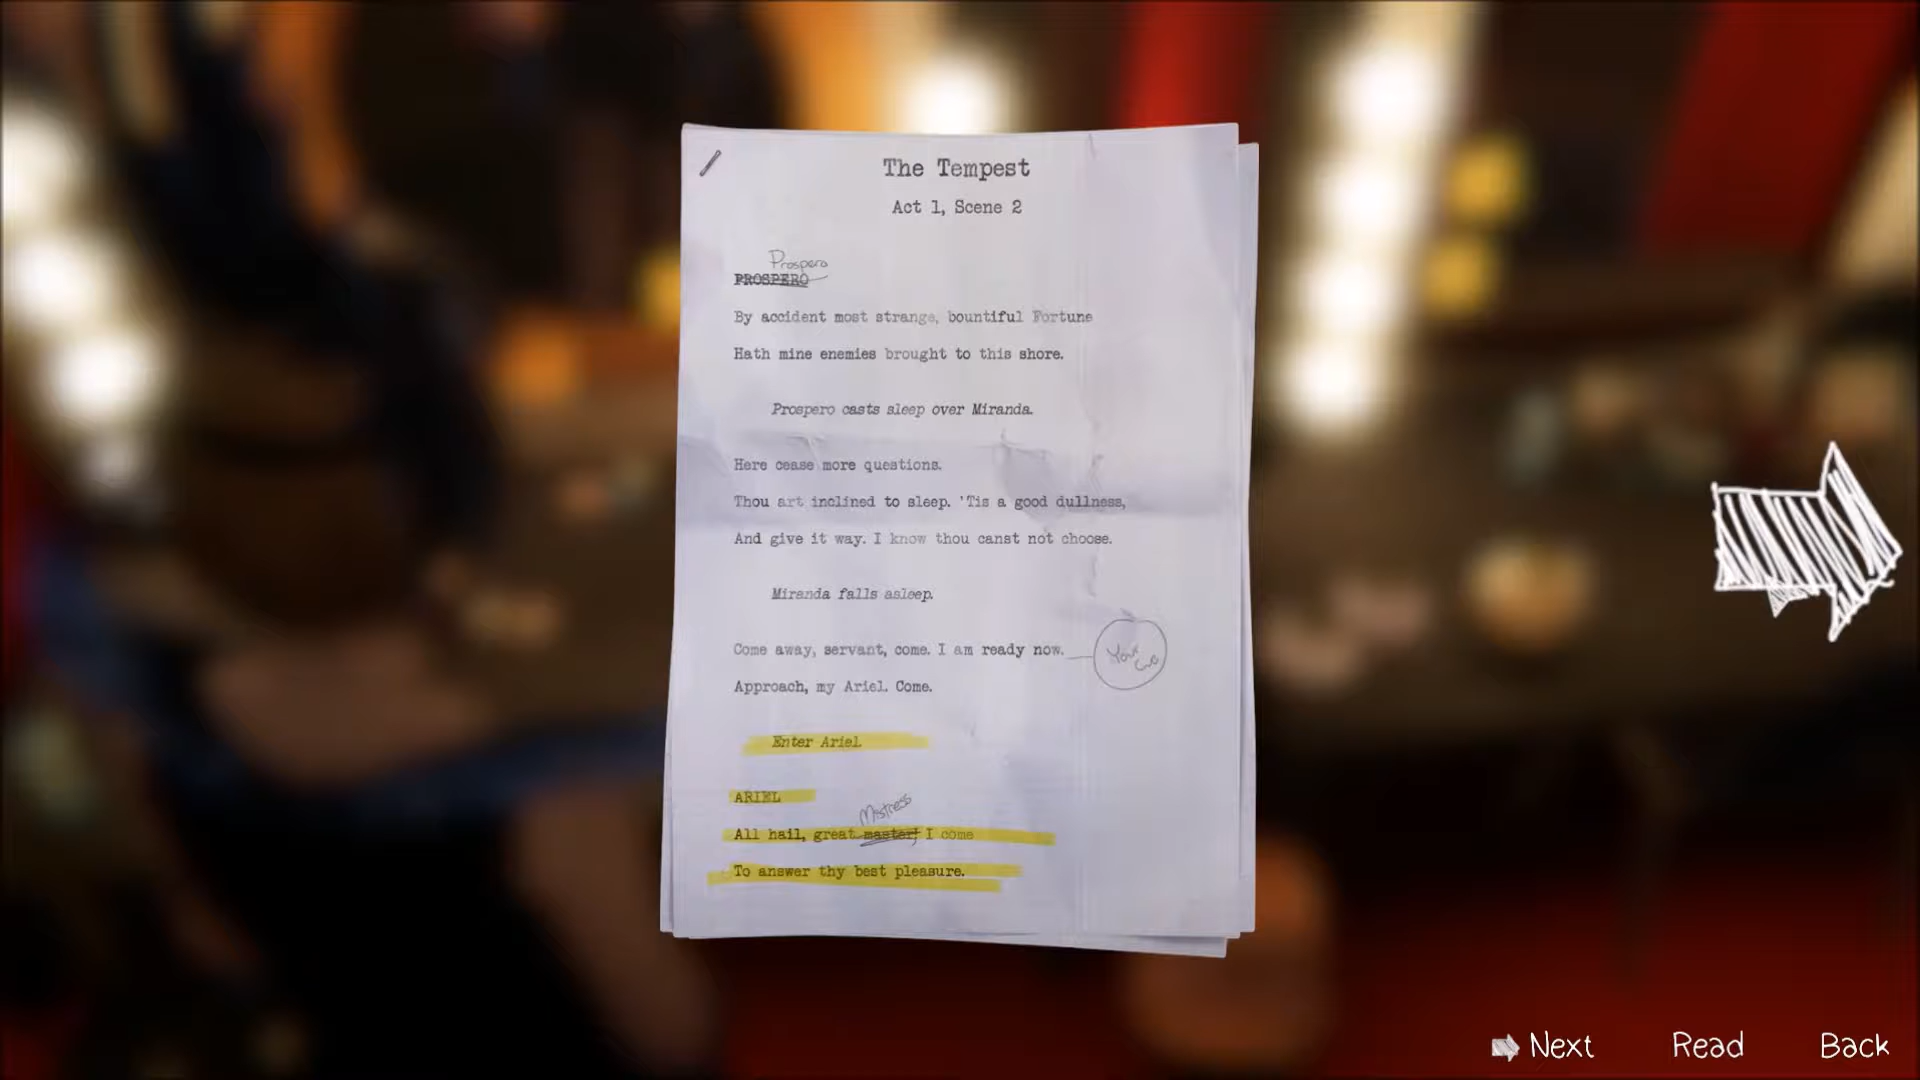 The Tempest
Act 1, Scene 2
Prospero
PROSPERO
By accident most strange, bountiful Fortune
Hath mine enemies brought to this shore.
Prospero casts sleep over Miranda.
Here cease more questions.
Thou art inclined to sleep. 'Tis a good dullness,
And give it way. I know thou canst not choose.
Miranda falls asleep.
Come away, servant, come. I am ready now.
Your
Cue
Approach, my Ariel. Come.
Enter Ariel.
ARIEL
Mistress
All hail, great master, I come
To answer thy best pleasure.
Next Read Back